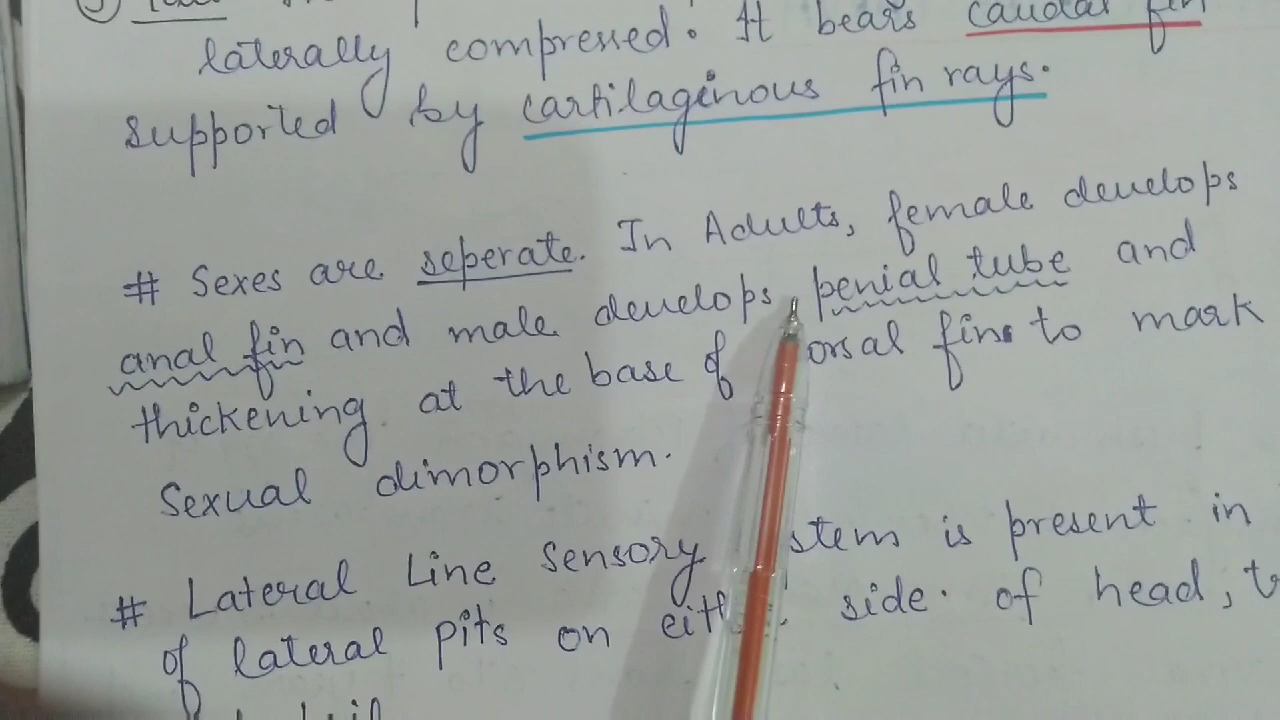 laterally compressed. It bears caudal fin
supported by cartilaginous fin rays.
# Sexes are seperate. In Adults, female develops
anal fin and male develops penial tube and
thickening at the base of orsal fins to mark
Sexual dimorphism.
# Lateral Line sensory stem is present in
of lateral pits on eith side. of head, t